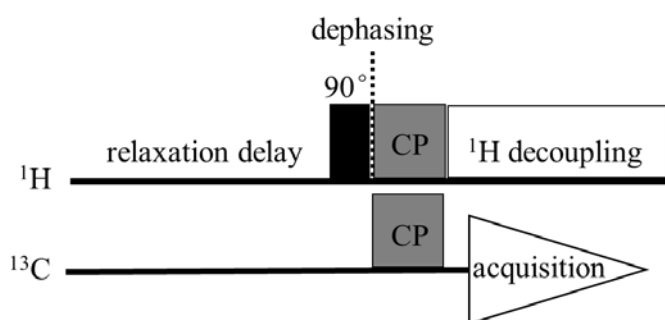 dephasing
90°
relaxation delay
CP
¹H decoupling
¹H
CP
¹³C
acquisition